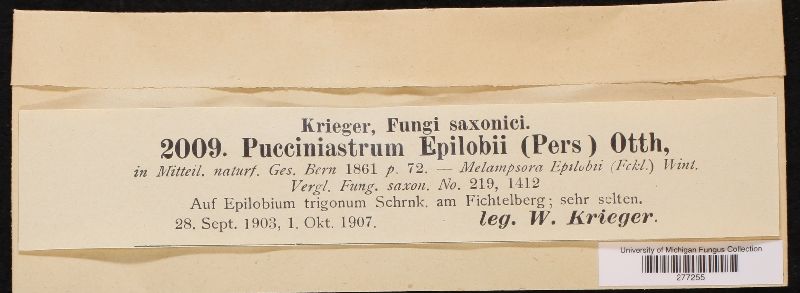 Krieger, Fungi saxonici.
2009. Pucciniastrum Epilobii (Pers ) Otth,
in Mitteil. naturf. Ges. Bern 1861 p. 72. — Melampsora Epilobii (Fckl.) Wint.
Vergl. Fung. saxon. No. 219, 1412
Auf Epilobium trigonum Schrnk. am Fichtelberg; sehr selten.
28. Sept. 1903, 1. Okt. 1907. leg. W. Krieger.
University of Michigan Fungus Collection
277255